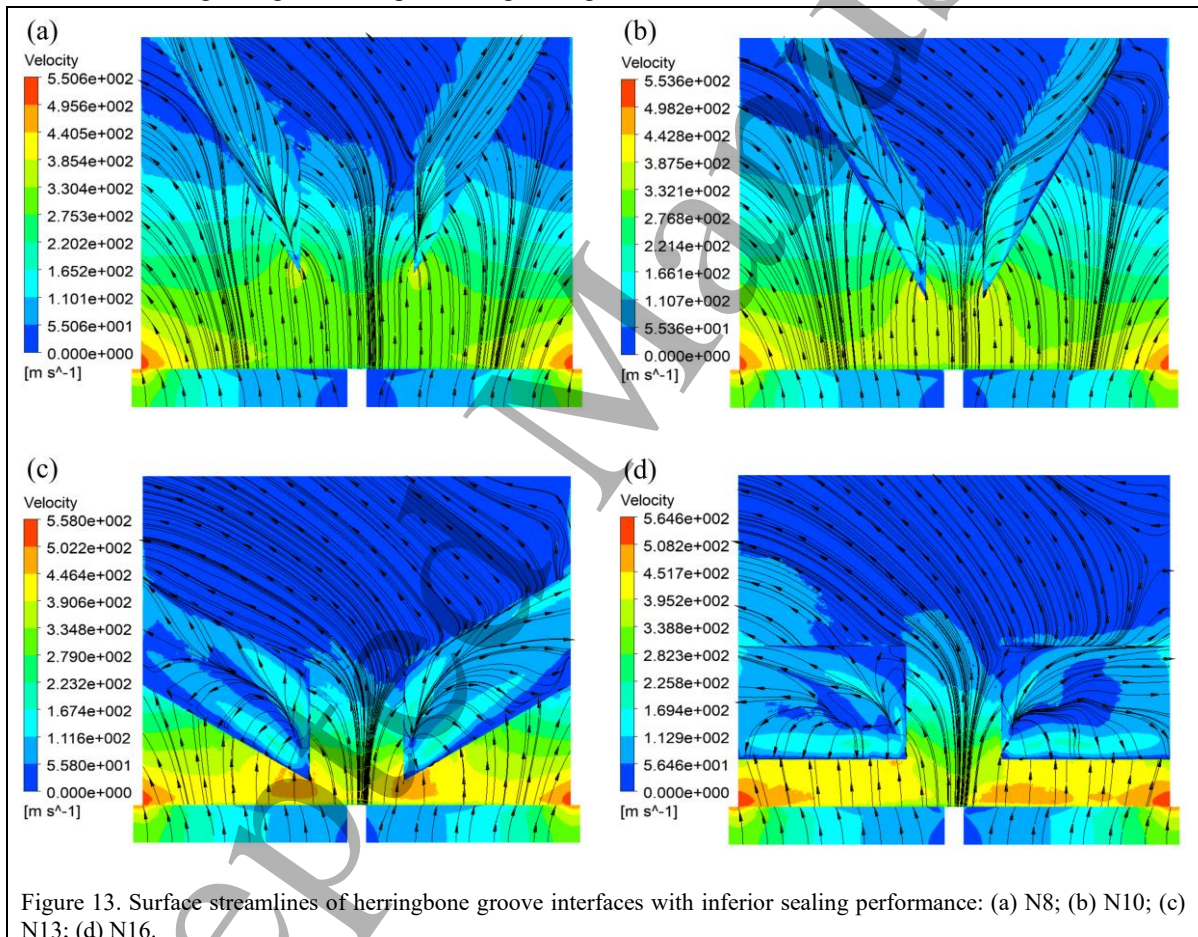 (a)
Velocity
5.506e+002
4.956e+002
4.405e+002
3.854e+002
3.304e+002
2.753e+002
2.202e+002
1.652e+002
1.101e+002
5.506e+001
0.000e+000
[m s^-1]
(b)
Velocity
5.536e+002
4.982e+002
4.428e+002
3.875e+002
3.321e+002
2.768e+002
2.214e+002
1.661e+002
1.107e+002
5.536e+001
0.000e+000
[m s^-1]
(c)
Velocity
5.580e+002
5.022e+002
4.464e+002
3.906e+002
3.348e+002
2.790e+002
2.232e+002
1.674e+002
1.116e+002
5.580e+001
0.000e+000
[m s^-1]
(d)
Velocity
5.646e+002
5.082e+002
4.517e+002
3.952e+002
3.388e+002
2.823e+002
2.258e+002
1.694e+002
1.129e+002
5.646e+001
0.000e+000
[m s^-1]
Figure 13. Surface streamlines of herringbone groove interfaces with inferior sealing performance: (a) N8; (b) N10; (c)
N13; (d) N16.